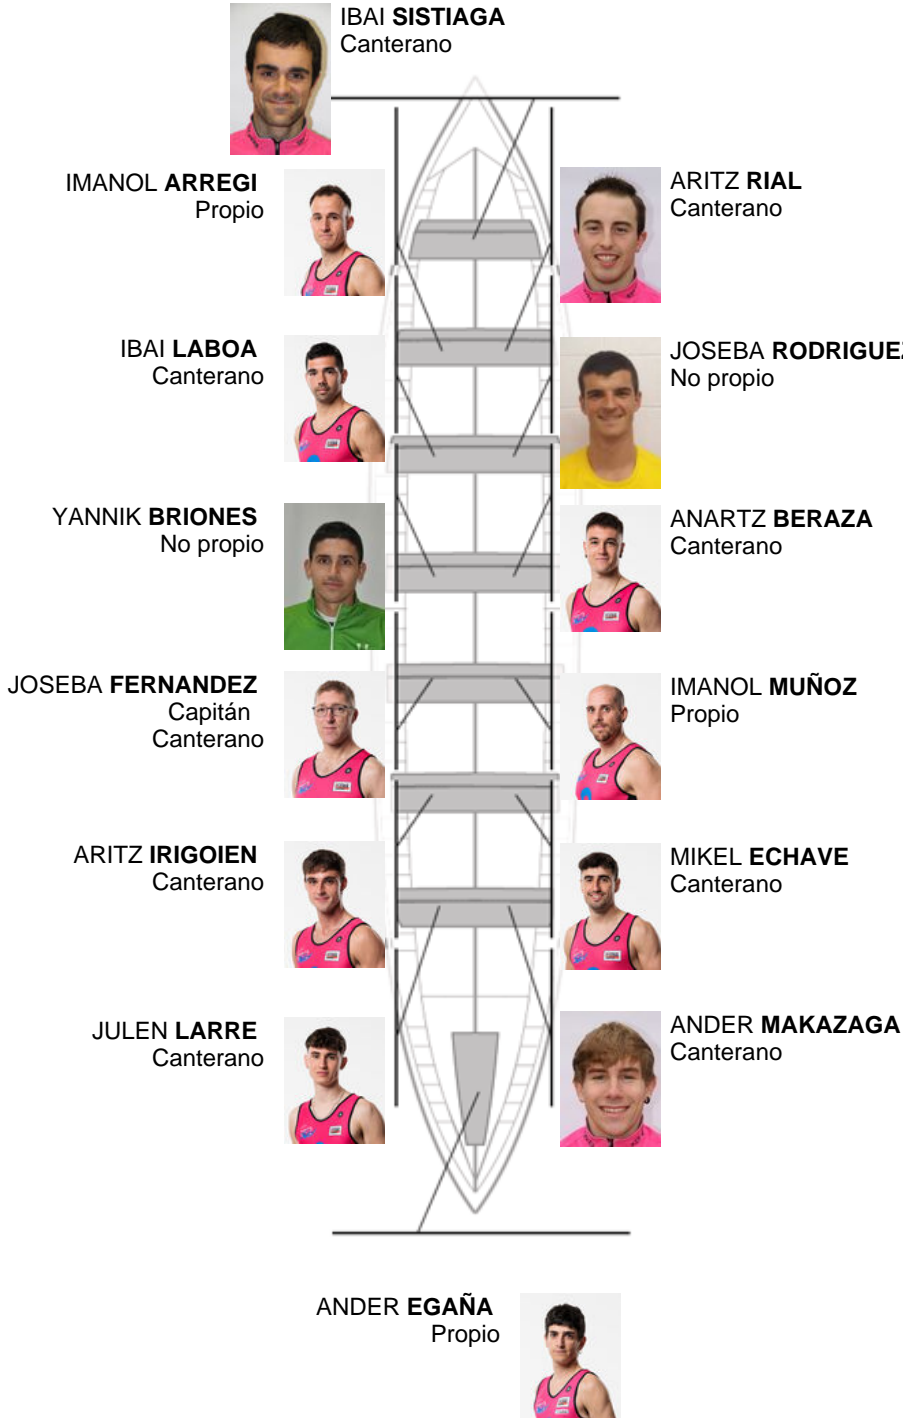 IBAI SISTIAGA
Canterano
IMANOL ARREGI
Propio
ARITZ RIAL
Canterano
IBAI LABOA
Canterano
JOSEBA RODRIGUEZ
No propio
YANNIK BRIONES
No propio
ANARTZ BERAZA
Canterano
JOSEBA FERNANDEZ
Capitán
Canterano
IMANOL MUÑOZ
Propio
ARITZ IRIGOIEN
Canterano
MIKEL ECHAVE
Canterano
JULEN LARRE
Canterano
ANDER MAKAZAGA
Canterano
ANDER EGAÑA
Propio